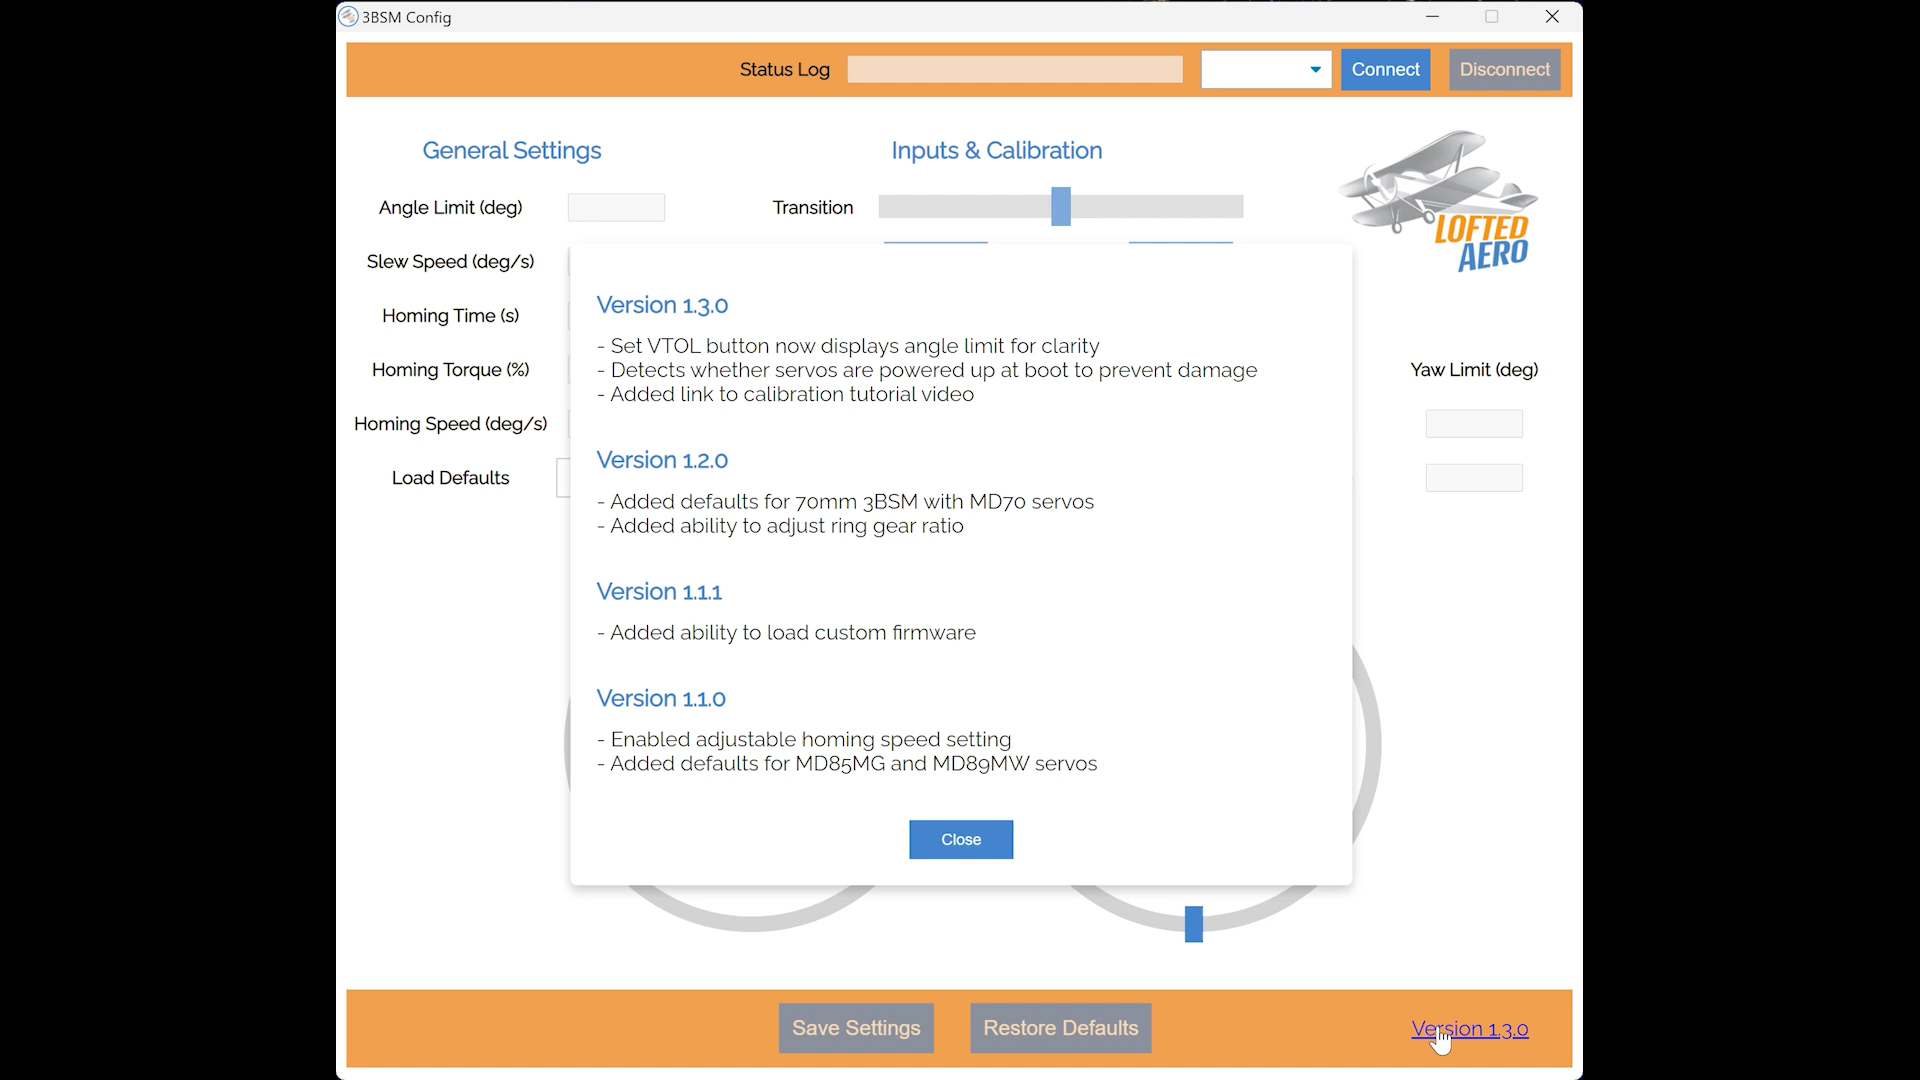 3BSM Config
Status Log
Connect
Disconnect
General Settings
Inputs & Calibration
Angle Limit (deg)
Transition
LOFTED
AERO
Slew Speed (deg/s)
Homing Time (s)
Homing Torque (%)
Yaw Limit (deg)
Homing Speed (deg/s)
Load Defaults
Version 1.3.0
- Set VTOL button now displays angle limit for clarity
- Detects whether servos are powered up at boot to prevent damage
- Added link to calibration tutorial video
Version 1.2.0
- Added defaults for 70mm 3BSM with MD70 servos
- Added ability to adjust ring gear ratio
Version 1.1.1
- Added ability to load custom firmware
Version 1.1.0
- Enabled adjustable homing speed setting
- Added defaults for MD85MG and MD89MW servos
Close
Save Settings
Restore Defaults
Version 1.3.0